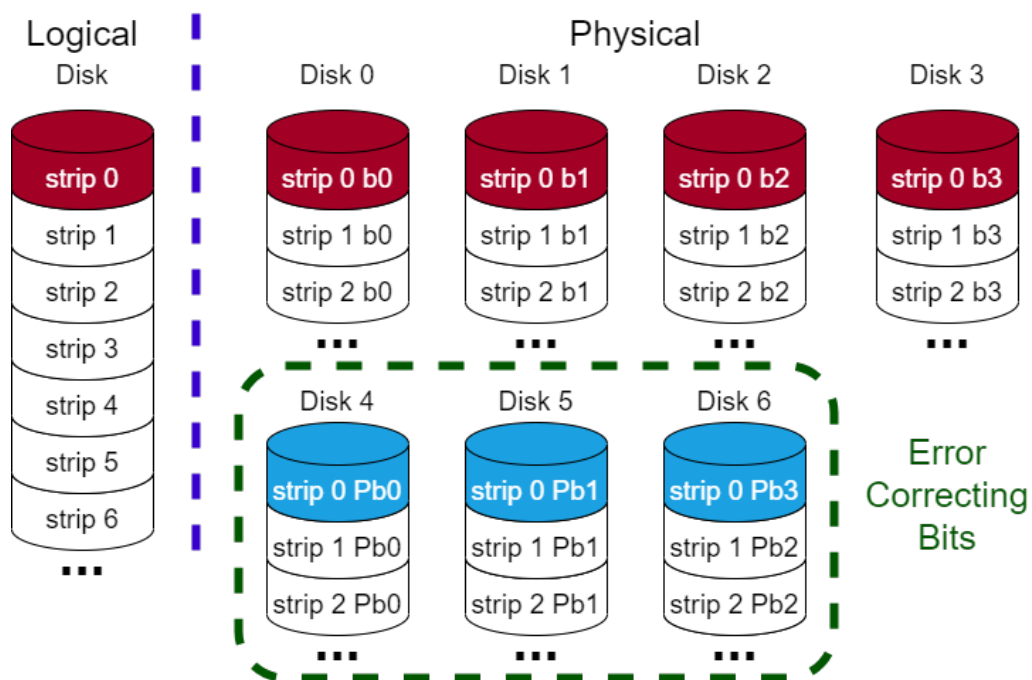 Logical
Disk
strip 0
strip 1
strip 2
strip 3
strip 4
strip 5
strip 6
...
Physical
Disk 0
Disk 1
Disk 2
Disk 3
strip 0 b0
strip 0 b1
strip 0 b2
strip 0 b3
strip 1 b0
strip 1 b1
strip 1 b2
strip 1 b3
strip 2 b0
strip 2 b1
strip 2 b2
strip 2 b3
...
...
...
...
Disk 4
Disk 5
Disk 6
strip 0 Pb0
strip 0 Pb1
strip 0 Pb3
strip 1 Pb0
strip 1 Pb1
strip 1 Pb2
strip 2 Pb0
strip 2 Pb1
strip 2 Pb2
...
...
...
Error
Correcting
Bits